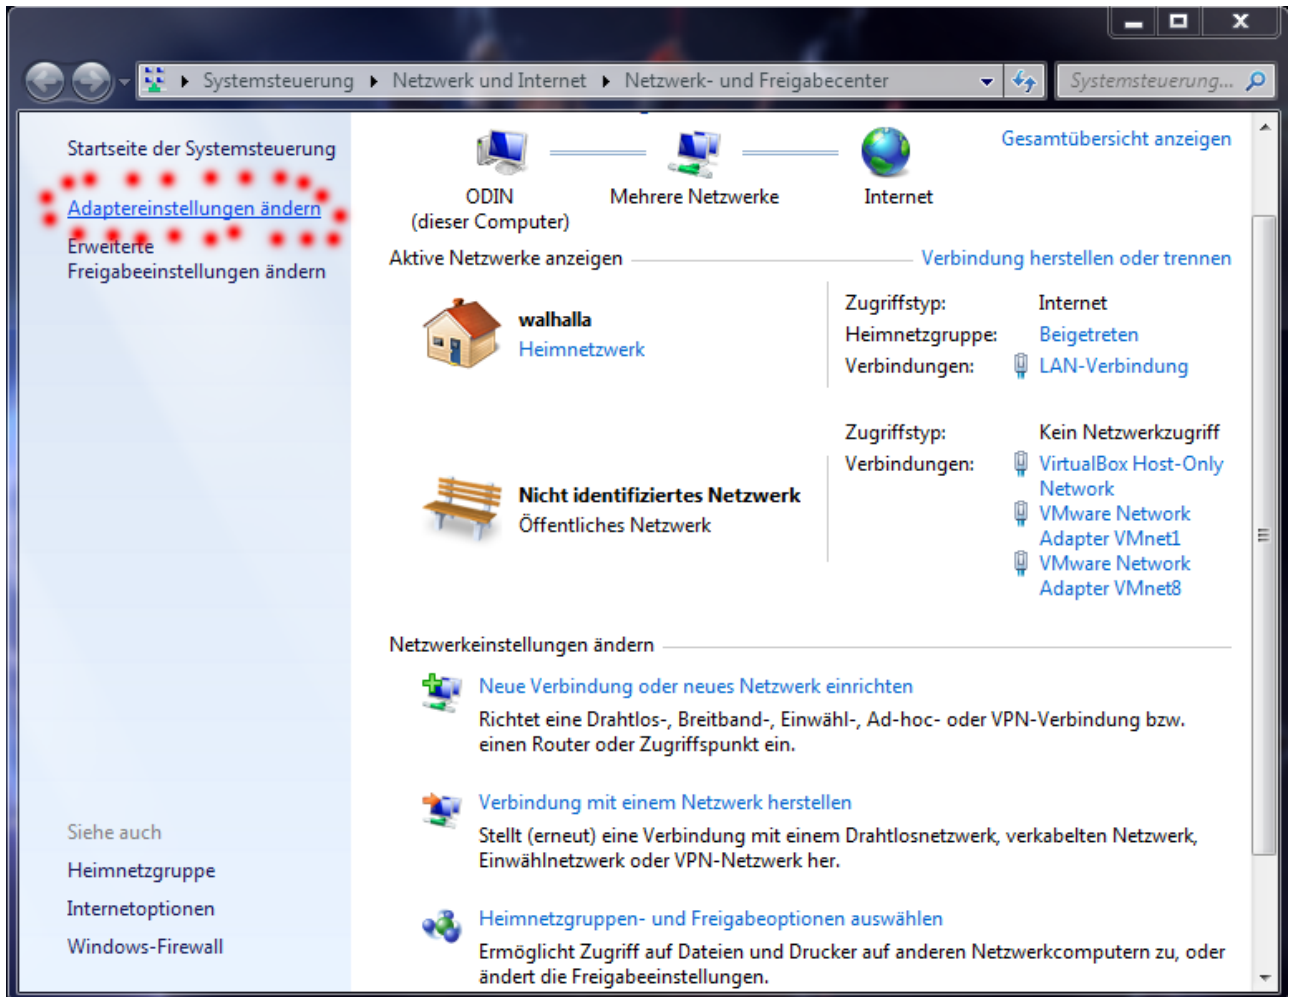 Systemsteuerung Netzwerk und Internet Netzwerk- und Freigabecenter
Systemsteuerung...
Startseite der Systemsteuerung
Adaptereinstellungen ändern
Erweiterte
Freigabeeinstellungen ändern
Siehe auch
Heimnetzgruppe
Internetoptionen
Windows-Firewall
Gesamtübersicht anzeigen
ODIN
(dieser Computer)
Mehrere Netzwerke
Internet
Aktive Netzwerke anzeigen
Verbindung herstellen oder trennen
walhalla
Heimnetzwerk
Zugriffstyp: Internet
Heimnetzgruppe: Beigetreten
Verbindungen: LAN-Verbindung
Nicht identifiziertes Netzwerk
Öffentliches Netzwerk
Zugriffstyp: Kein Netzwerkzugriff
Verbindungen: VirtualBox Host-Only
Network
VMware Network
Adapter VMnet1
VMware Network
Adapter VMnet8
Netzwerkeinstellungen ändern
Neue Verbindung oder neues Netzwerk einrichten
Richtet eine Drahtlos-, Breitband-, Einwähl-, Ad-hoc- oder VPN-Verbindung bzw.
einen Router oder Zugriffspunkt ein.
Verbindung mit einem Netzwerk herstellen
Stellt (erneut) eine Verbindung mit einem Drahtlosnetzwerk, verkabelten Netzwerk,
Einwählnetzwerk oder VPN-Netzwerk her.
Heimnetzgruppen- und Freigabeoptionen auswählen
Ermöglicht Zugriff auf Dateien und Drucker auf anderen Netzwerkcomputern zu, oder
ändert die Freigabeeinstellungen.